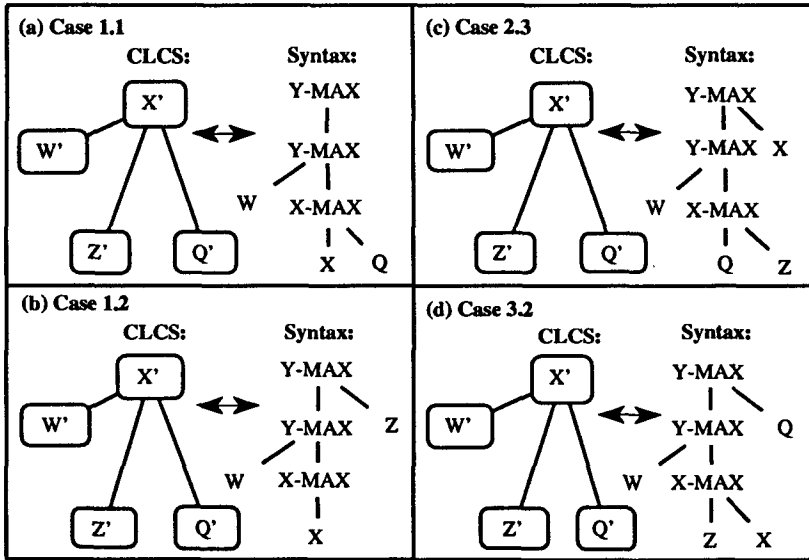 (a) Case 1.1
CLCS: Syntax:
X' Y-MAX
W' Y-MAX
W X-MAX
Z' Q' X Q
(c) Case 2.3
CLCS: Syntax:
X' Y-MAX
W' Y-MAX X
W X-MAX
Z' Q' Q Z
(b) Case 1.2
CLCS: Syntax:
X' Y-MAX
W' Y-MAX Z
W X-MAX
Z' Q' X
(d) Case 3.2
CLCS: Syntax:
X' Y-MAX
W' Y-MAX Q
W X-MAX
Z' Q' Z X